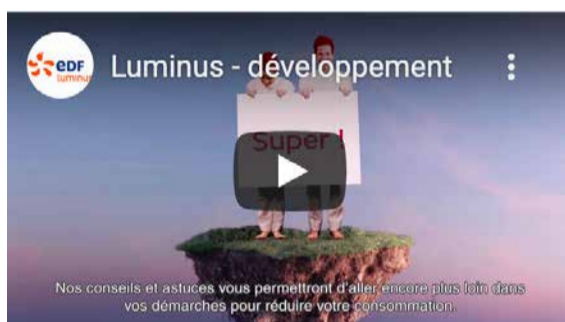 edF
luminus
Luminus - développement
Super !
Nos conseils et astuces vous permettront d'aller encore plus loin dans
vos démarches pour réduire votre consommation.